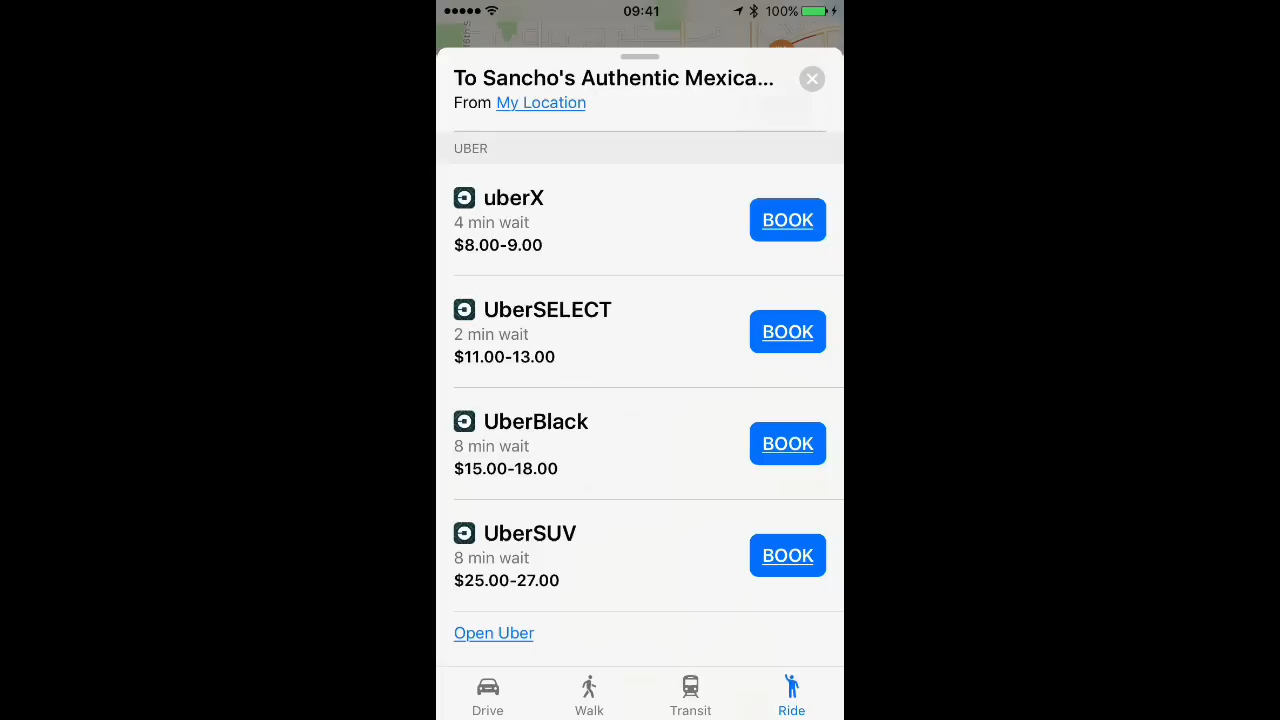 09:41
100%
16th S
To Sancho's Authentic Mexica...
From My Location
UBER
uberX
4 min wait
$8.00-9.00
BOOK
UberSELECT
2 min wait
$11.00-13.00
BOOK
UberBlack
8 min wait
$15.00-18.00
BOOK
UberSUV
8 min wait
$25.00-27.00
BOOK
Open Uber
Drive
Walk
Transit
Ride